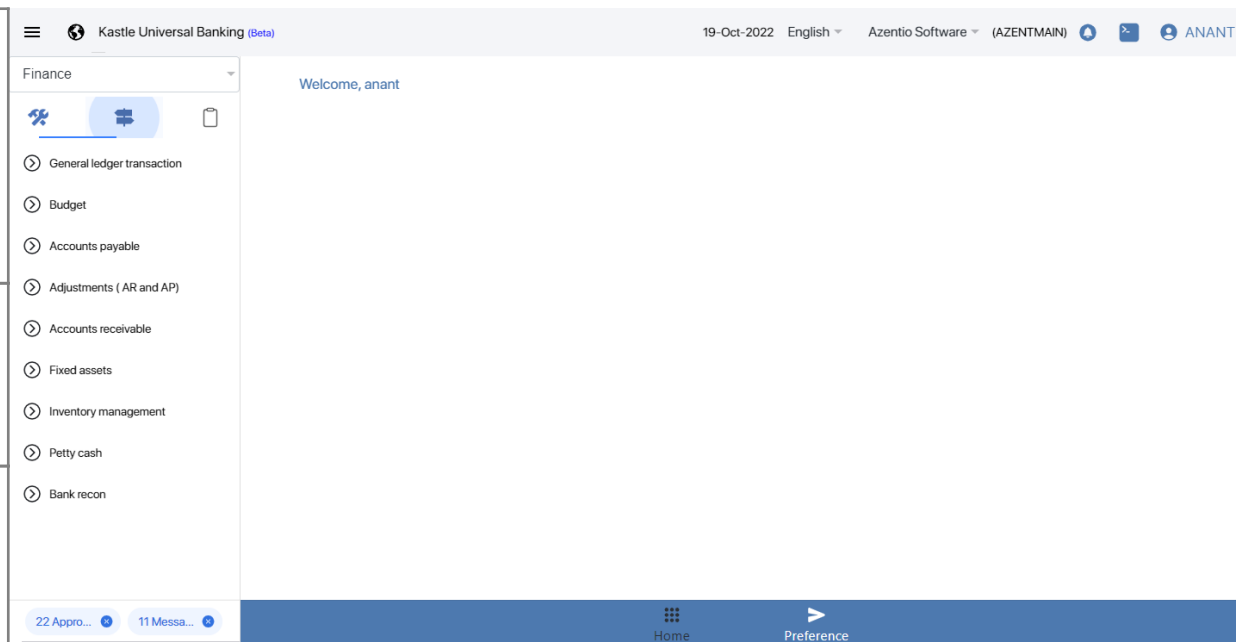 Kastle Universal Banking (Beta)
19-Oct-2022 English Azentio Software (AZENTMAIN) ANANT
Finance
Welcome, anant
General ledger transaction
Budget
Accounts payable
Adjustments ( AR and AP)
Accounts receivable
Fixed assets
Inventory management
Petty cash
Bank recon
22 Appro... 11 Messa...
Home Preference